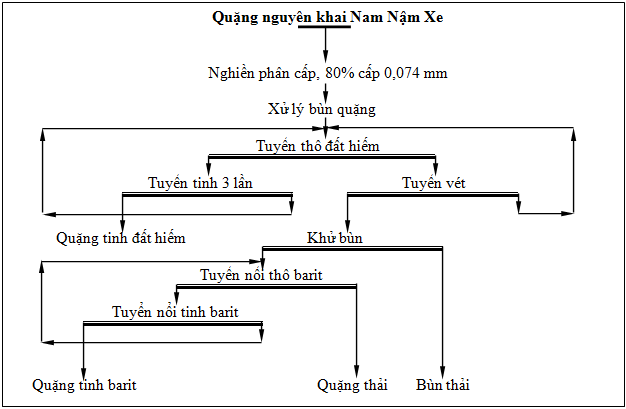 Quặng nguyên khai Nam Nậm Xe
Nghiền phân cấp, 80% cấp 0,074 mm
Xử lý bùn quặng
Tuyển thô đất hiếm
Tuyển tinh 3 lần
Tuyển vét
Quặng tinh đất hiếm
Khử bùn
Tuyển nổi thô barit
Tuyển nổi tinh barit
Quặng tinh barit
Quặng thải
Bùn thải